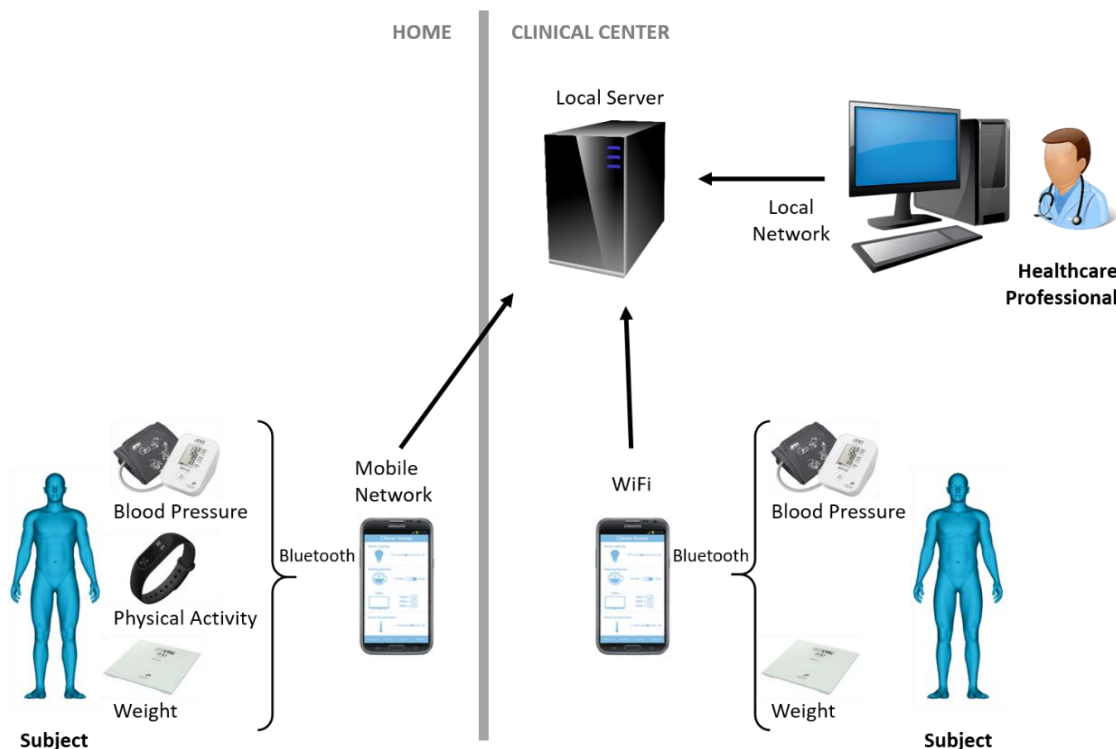 HOME
CLINICAL CENTER
Local Server
Local
Network
Healthcare
Professional
Mobile
Network
WiFi
Blood Pressure
Bluetooth
Physical Activity
Weight
Subject
Blood Pressure
Bluetooth
Weight
Subject